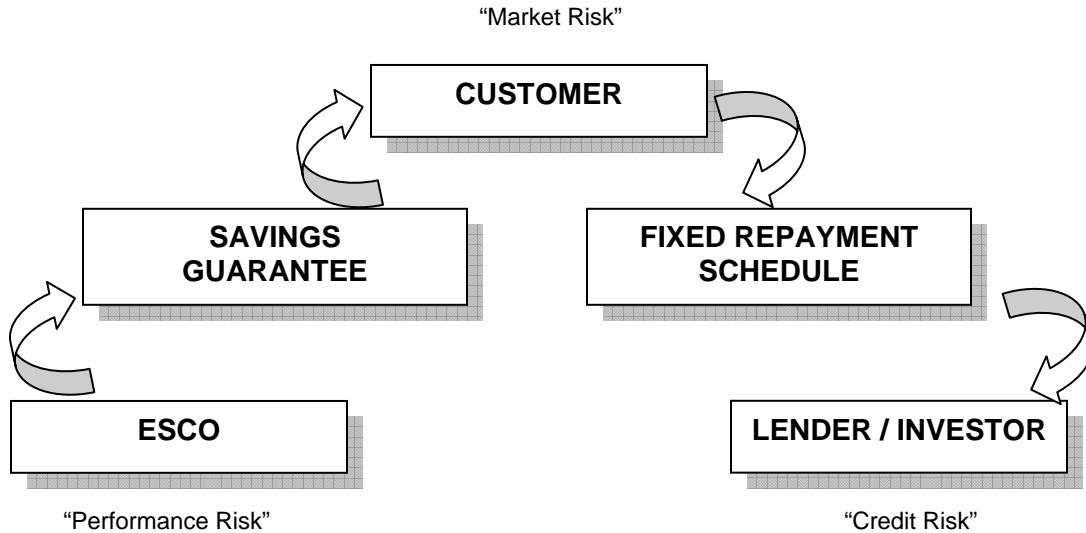 “Market Risk”
CUSTOMER
SAVINGS
GUARANTEE
FIXED REPAYMENT
SCHEDULE
ESCO
LENDER / INVESTOR
“Performance Risk”
“Credit Risk”